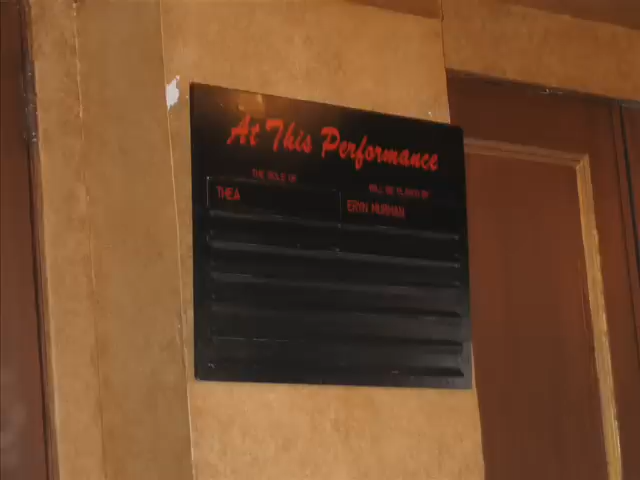 At This Performance
THE ROLE OF
WILL BE PLAYED BY
THEA
ERYN MURMAN